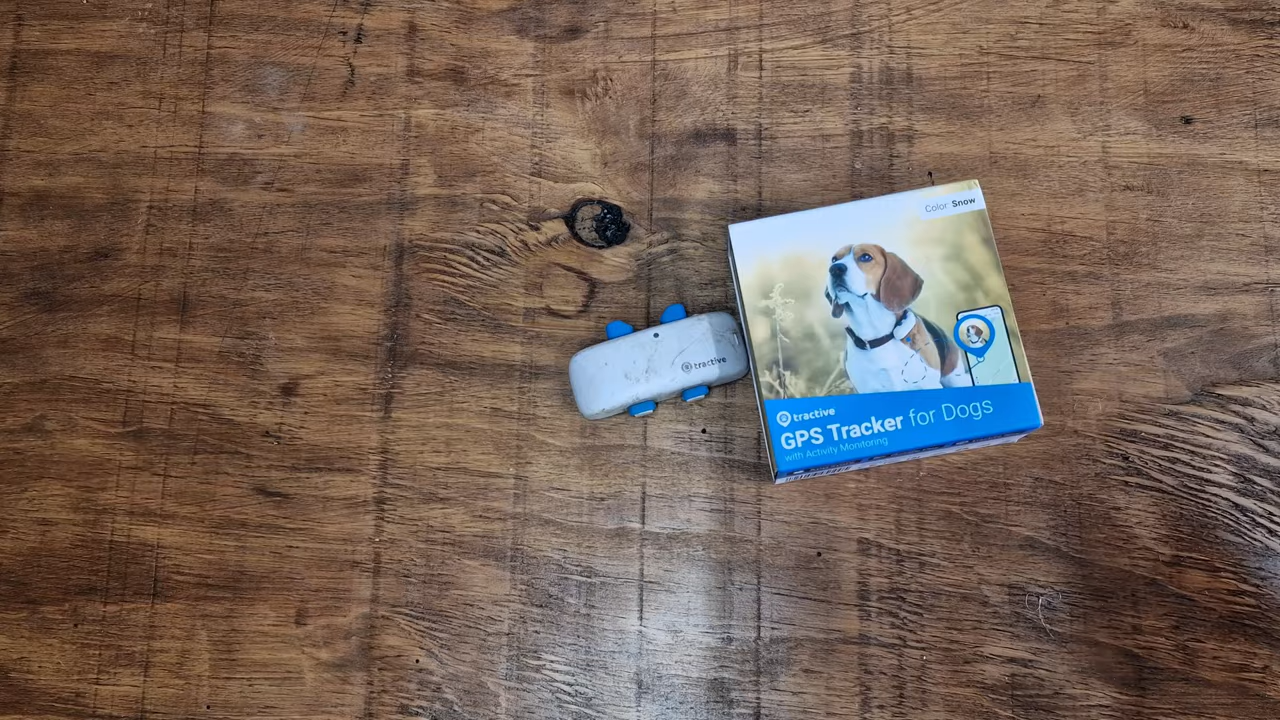 Color: Snow
tractive
tractive
GPS Tracker for Dogs
with Activity Monitoring